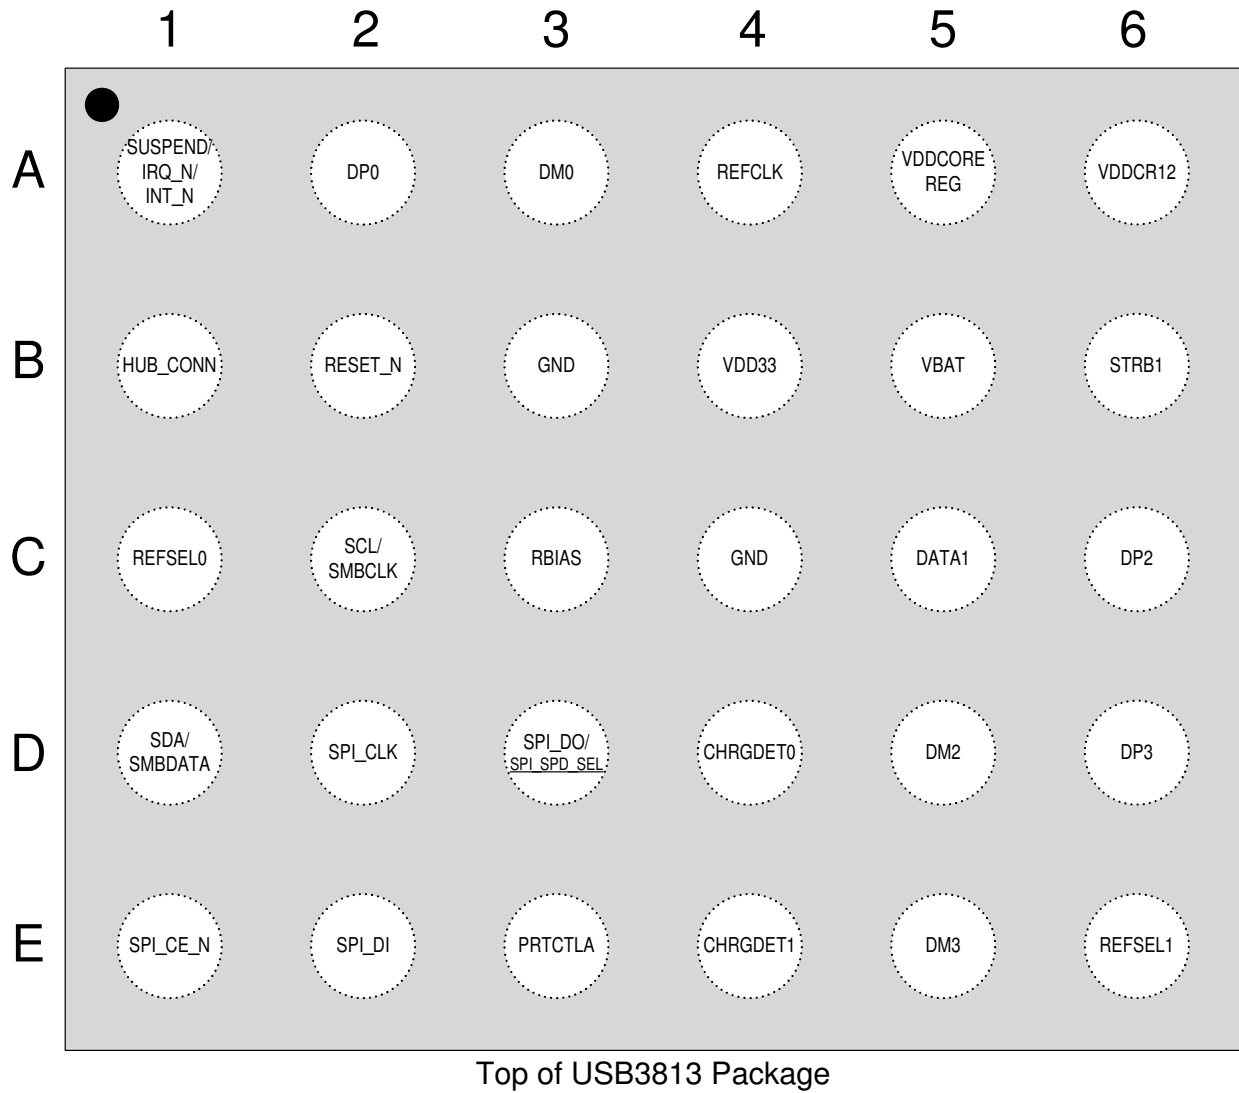 1 2 3 4 5 6
A
SUSPEND/
IRQ_N/
INT_N
DP0
DM0
REFCLK
VDDCORE
REG
VDDCR12
B
HUB_CONN
RESET_N
GND
VDD33
VBAT
STRB1
C
REFSEL0
SCL/
SMBCLK
RBIAS
GND
DATA1
DP2
D
SDA/
SMBDATA
SPI_CLK
SPI_DO/
SPI_SPD_SEL
CHRGDET0
DM2
DP3
E
SPI_CE_N
SPI_DI
PRTCTLA
CHRGDET1
DM3
REFSEL1
Top of USB3813 Package